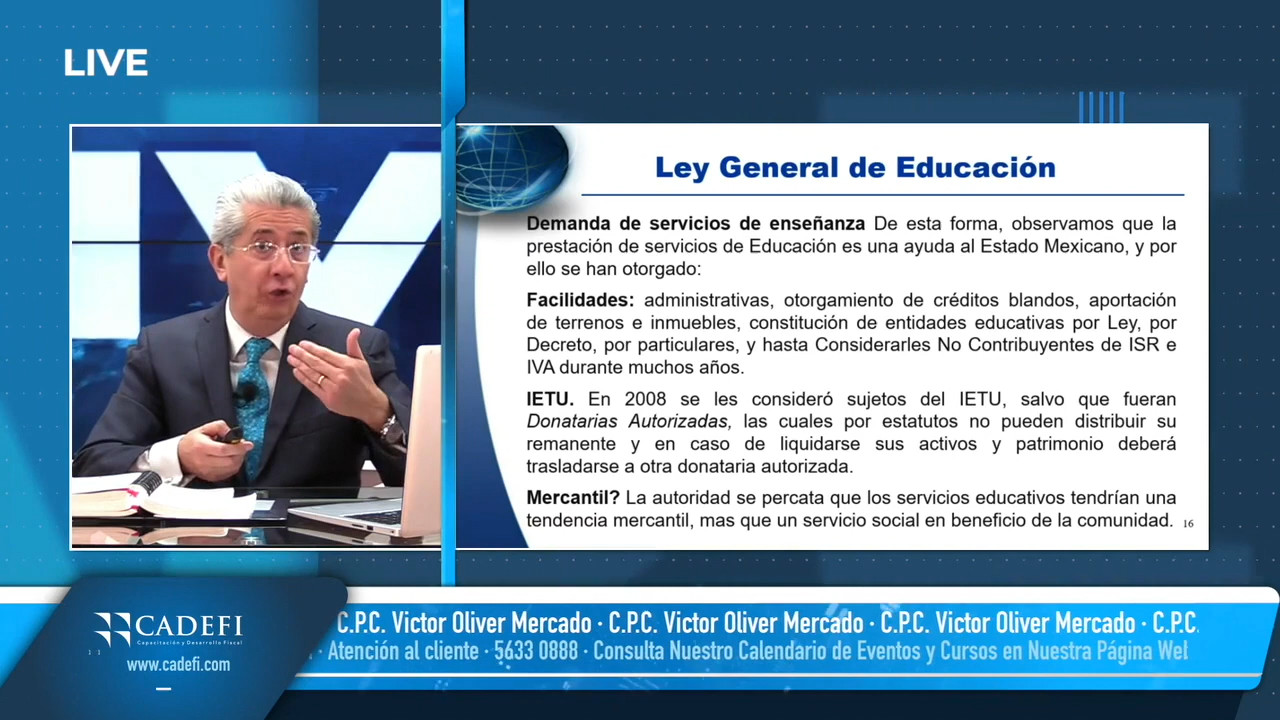 LIVE
IV
Ley General de Educación
Demanda de servicios de enseñanza De esta forma, observamos que la
prestación de servicios de Educación es una ayuda al Estado Mexicano, y por
ello se han otorgado:
Facilidades: administrativas, otorgamiento de créditos blandos, aportación
de terrenos e inmuebles, constitución de entidades educativas por Ley, por
Decreto, por particulares, y hasta Considerarles No Contribuyentes de ISR e
IVA durante muchos años.
IETU. En 2008 se les consideró sujetos del IETU, salvo que fueran
Donatarias Autorizadas, las cuales por estatutos no pueden distribuir su
remanente y en caso de liquidarse sus activos y patrimonio deberá
trasladarse a otra donataria autorizada.
Mercantil? La autoridad se percata que los servicios educativos tendrían una
tendencia mercantil, mas que un servicio social en beneficio de la comunidad.
16
CADEFI
Capacitación y Desarrollo Fiscal
www.cadefi.com
C.P.C. Victor Oliver Mercado · C.P.C. Victor Oliver Mercado · C.P.C. Victor Oliver Mercado · C.P.C.
· Atención al cliente · 5633 0888 · Consulta Nuestro Calendario de Eventos y Cursos en Nuestra Página Web